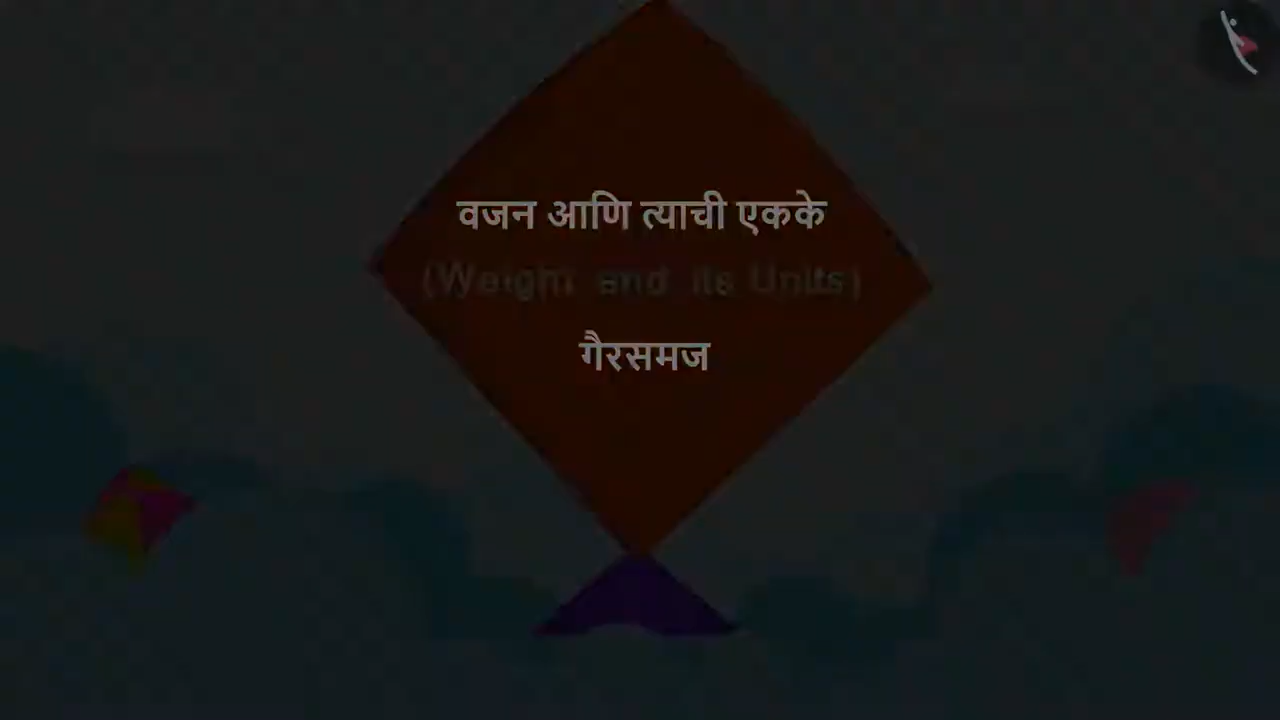 वजन आणि त्याची एकके
(Weight and its Units)
गैरसमज